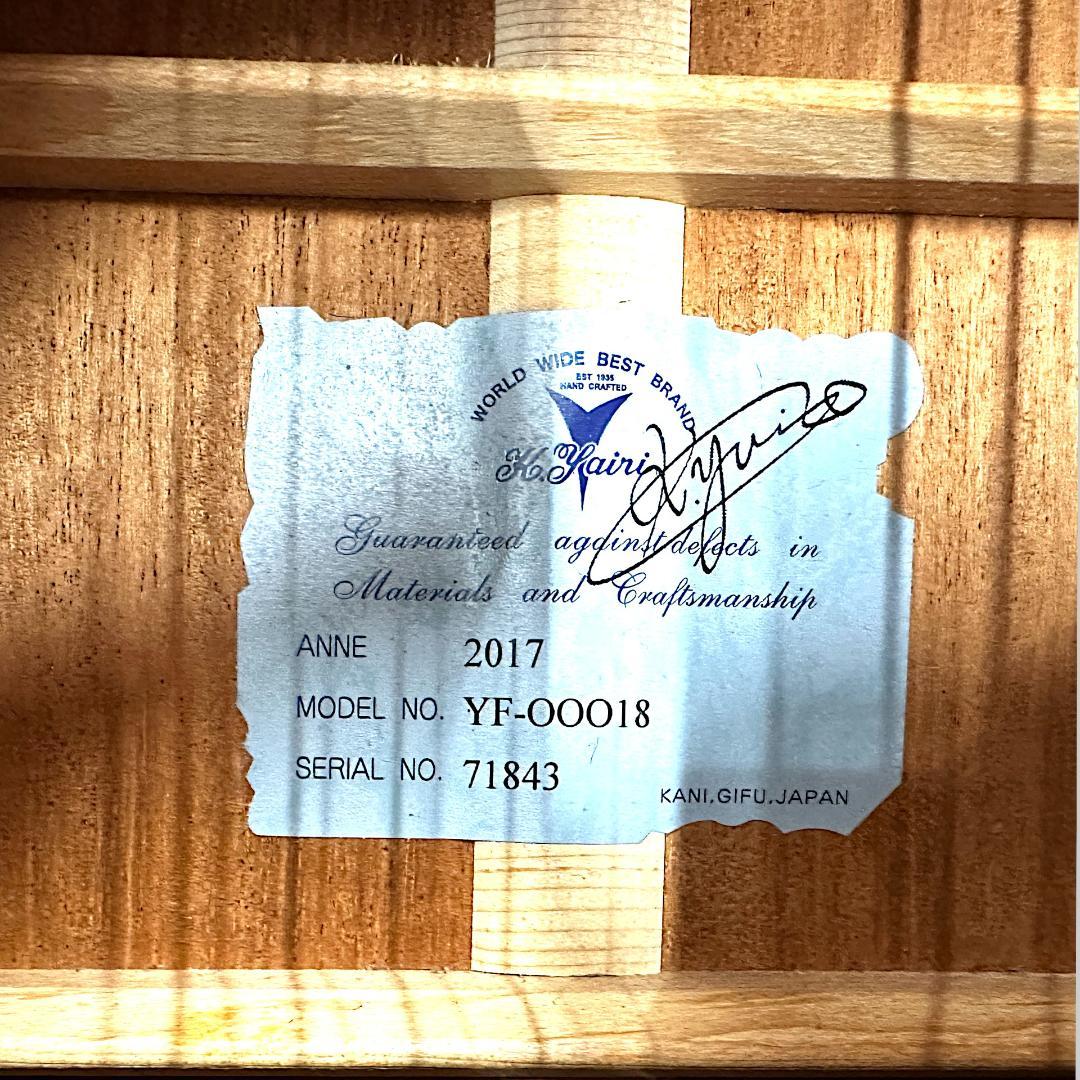 WORLD WIDE BEST BRAND
EST 1935
HAND CRAFTED
K.Yairi
K.Yairi
Guaranteed against defects in
Materials and Craftsmanship
ANNE 2017
MODEL NO. YF-OOO18
SERIAL NO. 71843
KANI.GIFU.JAPAN